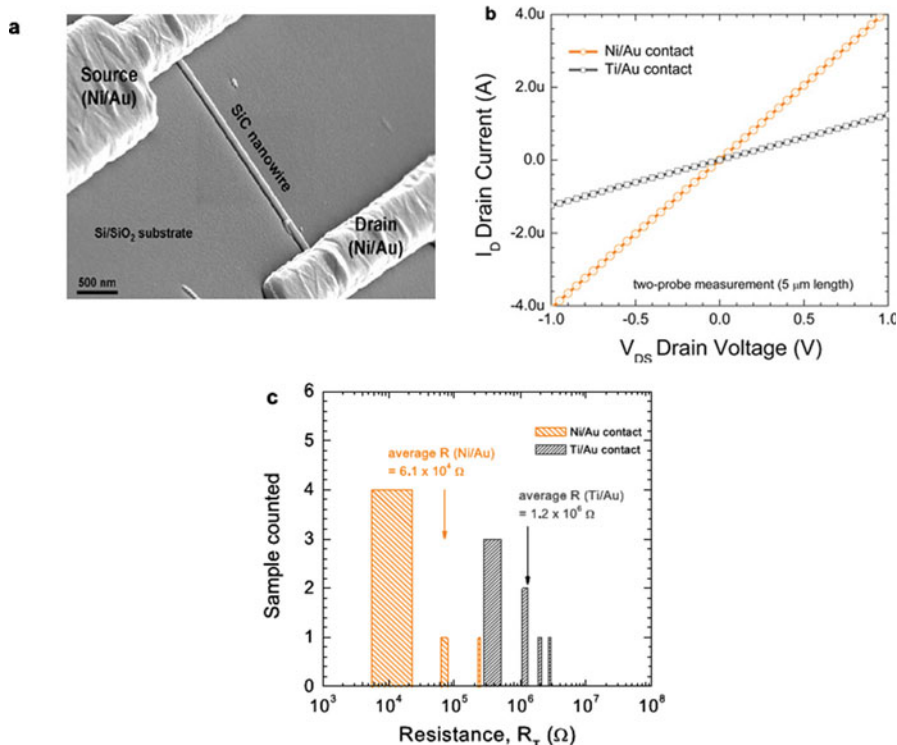 a
Source
(Ni/Au)
SiC nanowire
Si/SiO₂ substrate
Drain
(Ni/Au)
500 nm
b
4.0u
2.0u
0.0
-2.0u
-4.0u
I_D Drain Current (A)
Ni/Au contact
Ti/Au contact
two-probe measurement (5 μm length)
-1.0 -0.5 0.0 0.5 1.0
V_DS Drain Voltage (V)
c
6
5
4
3
2
1
0
Sample counted
Ni/Au contact
Ti/Au contact
average R (Ni/Au)
= 6.1 x 10⁴ Ω
average R (Ti/Au)
= 1.2 x 10⁶ Ω
10³ 10⁴ 10⁵ 10⁶ 10⁷ 10⁸
Resistance, R_T (Ω)